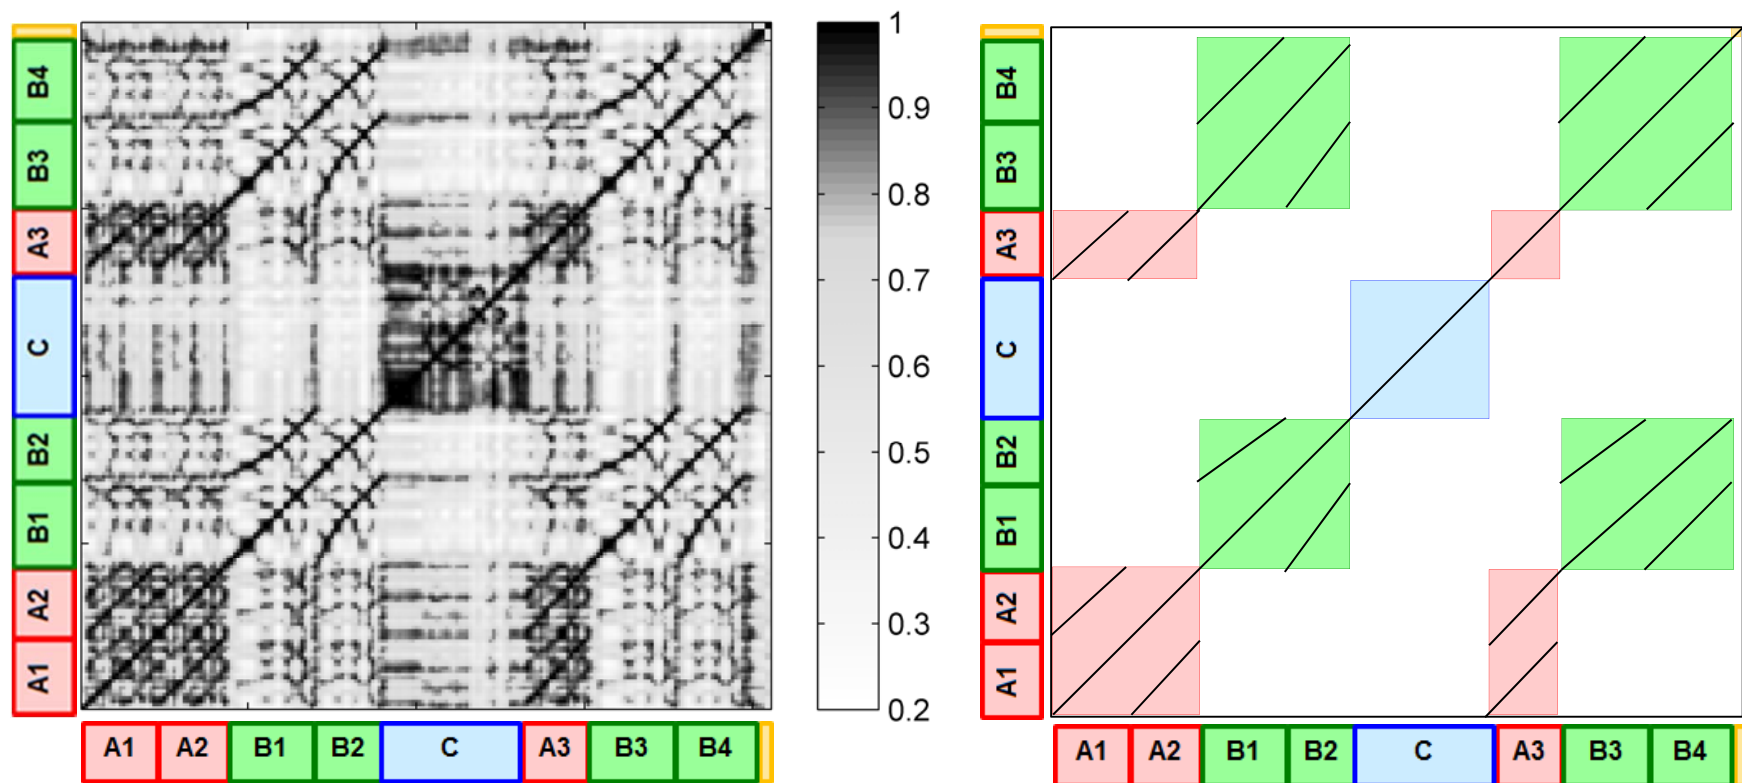 B4
B3
A3
C
B2
B1
A2
A1
A1 A2 B1 B2 C A3 B3 B4
1
0.9
0.8
0.7
0.6
0.5
0.4
0.3
0.2
B4
B3
A3
C
B2
B1
A2
A1
A1 A2 B1 B2 C A3 B3 B4